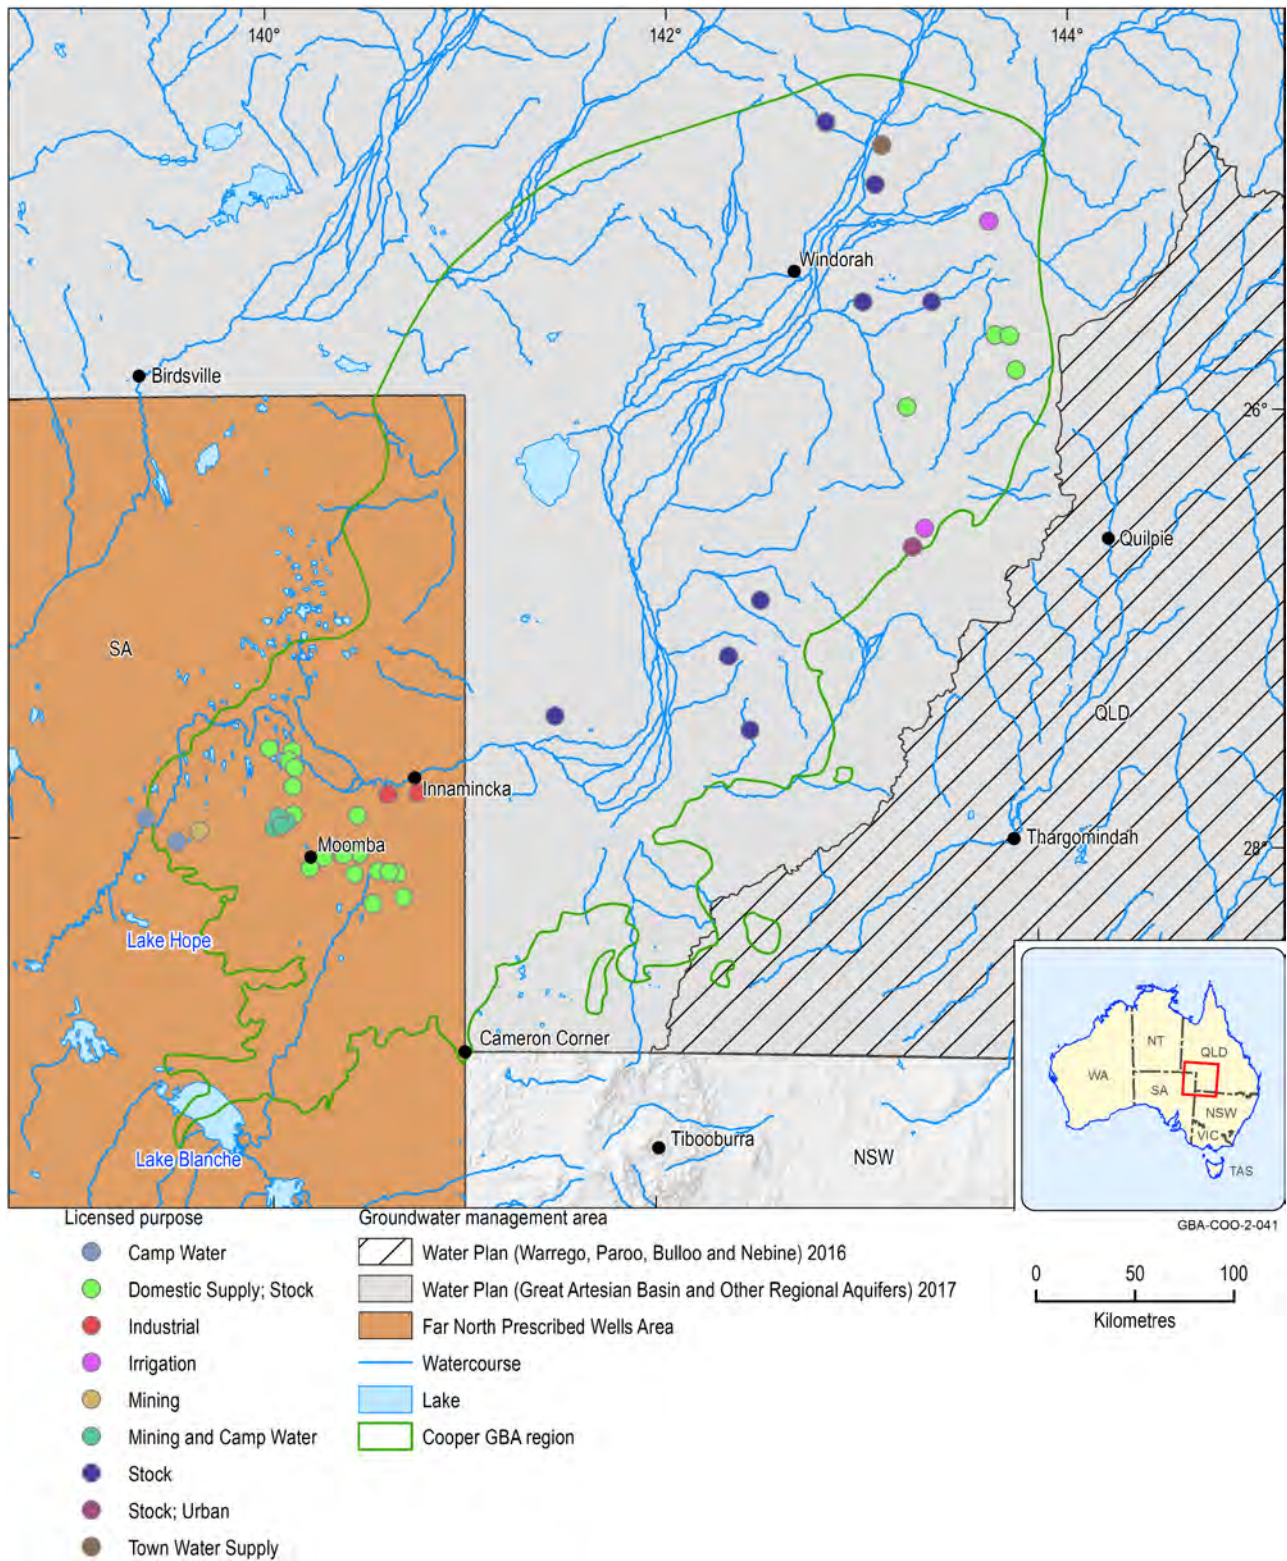 140°
142°
144°
Windorah
Birdsville
26°
Quilpie
SA
QLD
Innamincka
Moomba
Thargomindah
28°
Lake Hope
Cameron Corner
Tibooburra
NSW
Lake Blanche
NT
QLD
WA
SA
NSW
VIC
TAS
GBA-COO-2-041
Licensed purpose
Camp Water
Domestic Supply; Stock
Industrial
Irrigation
Mining
Mining and Camp Water
Stock
Stock; Urban
Town Water Supply
Groundwater management area
Water Plan (Warrego, Paroo, Bulloo and Nebine) 2016
Water Plan (Great Artesian Basin and Other Regional Aquifers) 2017
Far North Prescribed Wells Area
Watercourse
Lake
Cooper GBA region
0 50 100
Kilometres